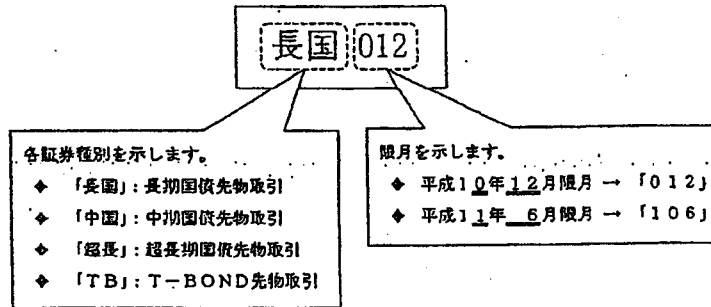 長国 012
各証券種別を示します。
◆ 「長国」：長期国債先物取引
◆ 「中国」：中期国債先物取引
◆ 「超長」：超長期国債先物取引
◆ 「ＴＢ」：Ｔ－ＢＯＮＤ先物取引
限月を示します。
◆ 平成１０年１２月限月 → 「０１２」
◆ 平成１１年 ６月限月 → 「１０６」